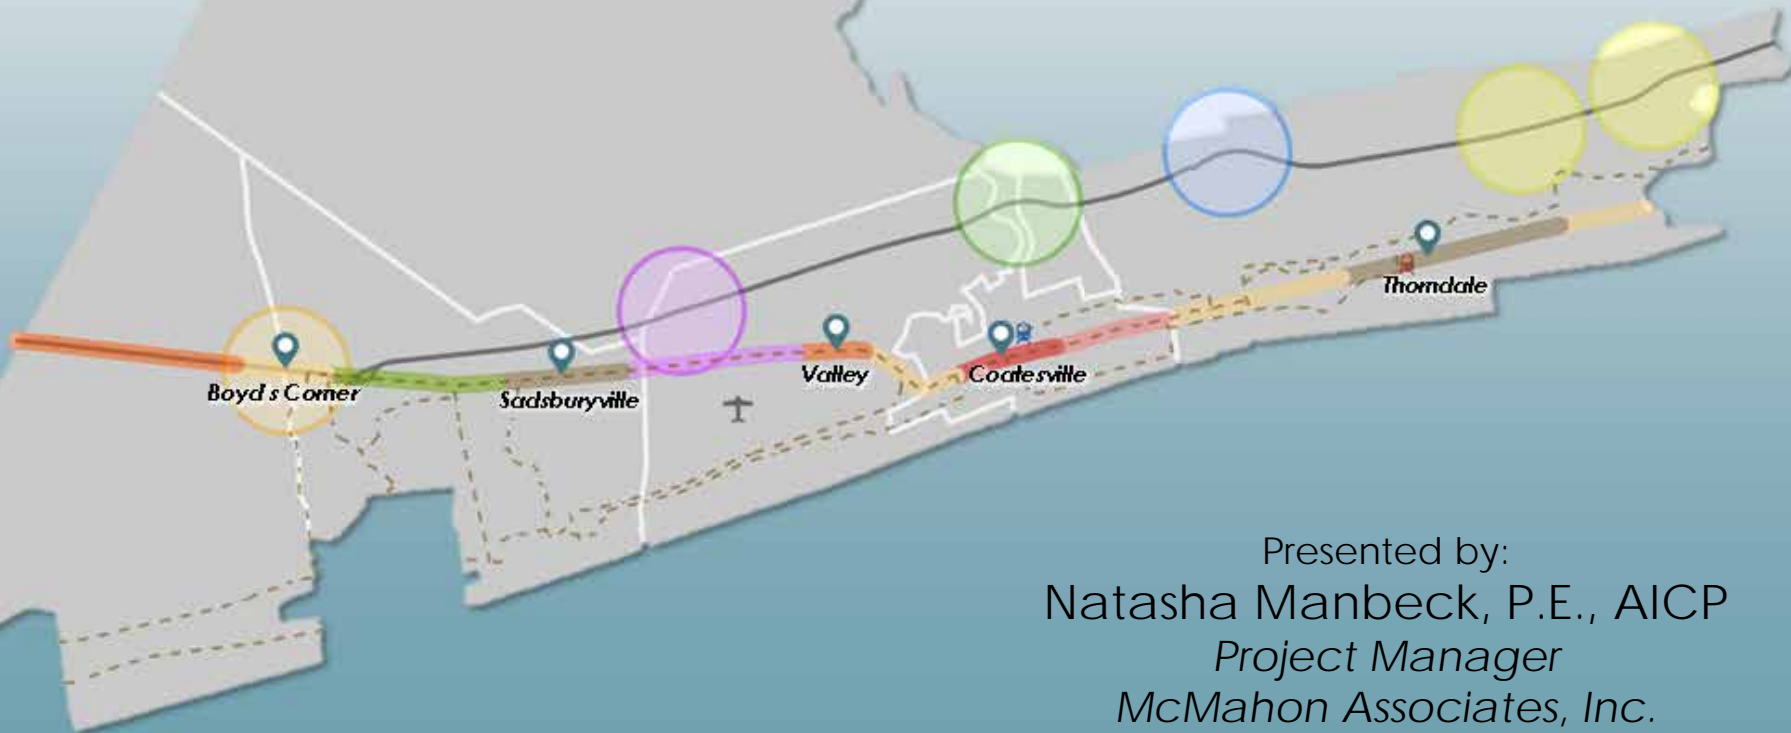 Thorndale
Valley
Coatesville
Boyd's Corner
Sadsburyville
Presented by:
Natasha Manbeck, P.E., AICP
Project Manager
McMahon Associates, Inc.